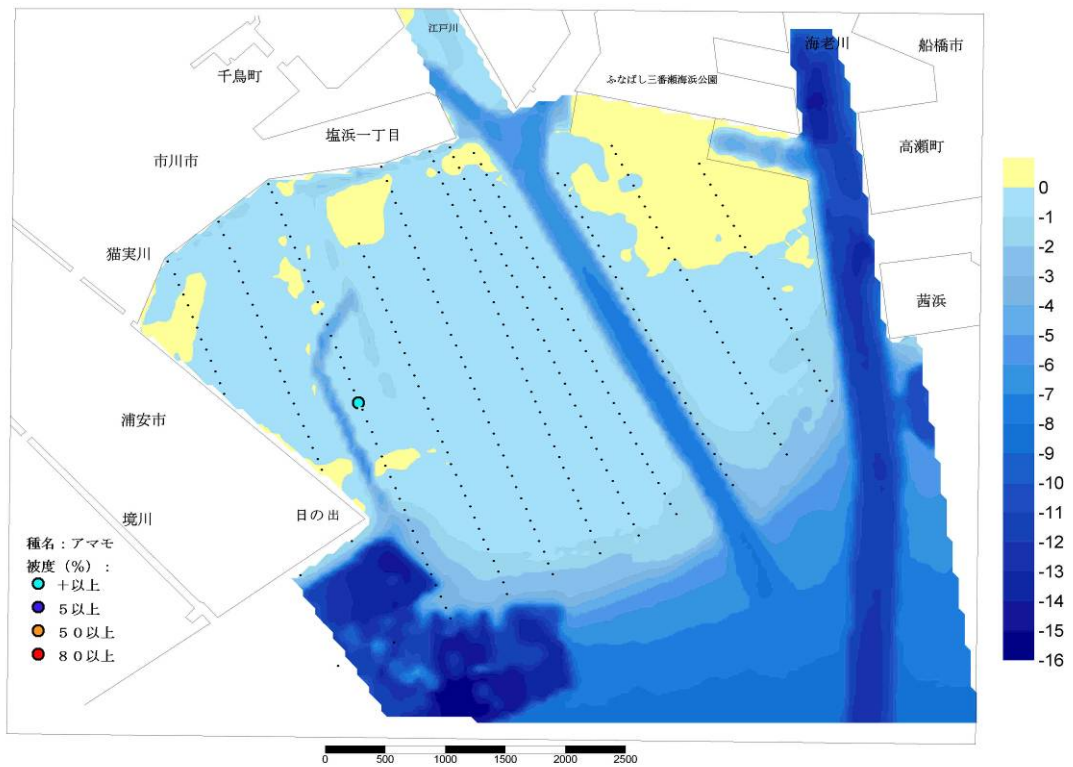 江戸川
海老川
船橋市
千鳥町
ふなばし三番瀬海浜公園
塩浜一丁目
高瀬町
市川市
猫実川
茜浜
浦安市
日の出
境川
種名：アマモ
被度（%）：
＋以上
５以上
５０以上
８０以上
0
-1
-2
-3
-4
-5
-6
-7
-8
-9
-10
-11
-12
-13
-14
-15
-16
0 500 1000 1500 2000 2500